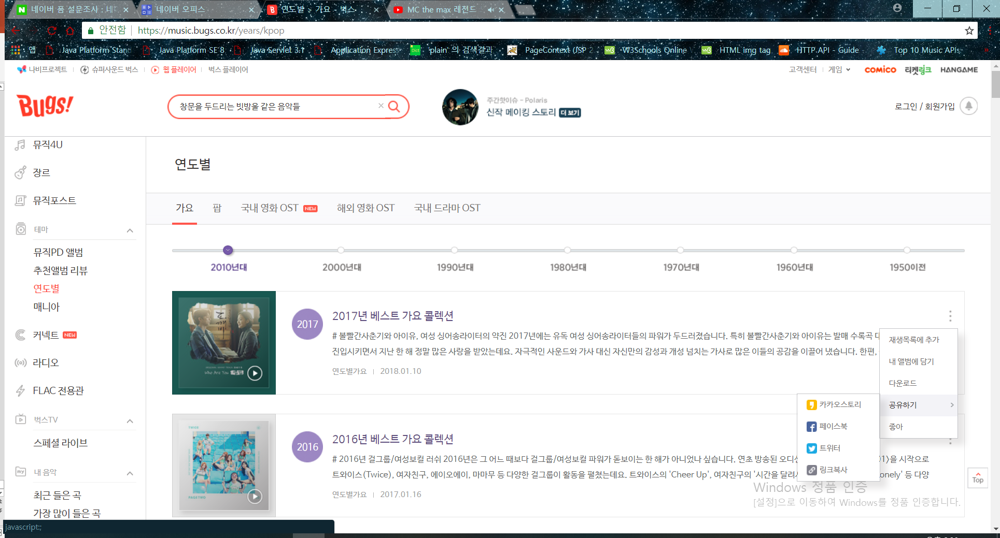 네이버 폼 설문조사 : 네
네이버 오피스
연도별 > 가요 - 벅스
MC the max 레전드
안전함
https://music.bugs.co.kr/years/kpop
앱
Java Platform Stand
Java Platform SE 8
Java Servlet 3.1
Application Express
'plain' 의 검색결과
PageContext (JSP 2.
W3Schools Online
HTML img tag
HTTP API - Guide
Top 10 Music APIs
나비프로젝트
슈퍼사운드 벅스
웹 플레이어
벅스 플레이어
고객센터
게임
COMICO
티켓링크
HANGAME
Bugs!
창문을 두드리는 빗방울 같은 음악들
주간핫이슈 - Polaris
신작 메이킹 스토리 더 보기
로그인 / 회원가입
뮤직4U
장르
뮤직포스트
테마
뮤직PD 앨범
추천앨범 리뷰
연도별
매니아
커넥트 NEW
라디오
FLAC 전용관
벅스TV
스페셜 라이브
내 음악
최근 들은 곡
가장 많이 들은 곡
연도별
가요
팝
국내 영화 OST NEW
해외 영화 OST
국내 드라마 OST
2010년대
2000년대
1990년대
1980년대
1970년대
1960년대
1950이전
도깨비
Who Are You
2017
2017년 베스트 가요 콜렉션
# 볼빨간사춘기와 아이유, 여성 싱어송라이터의 약진 2017년에는 유독 여성 싱어송라이터들의 파워가 두드러졌습니다. 특히 볼빨간사춘기와 아이유는 발매 수록곡 대
진입시키면서 지난 한 해 정말 많은 사랑을 받았는데요. 자극적인 사운드와 가사 대신 자신만의 감성과 개성 넘치는 가사로 많은 이들의 공감을 이끌어 냈습니다. 한편,
연도별가요
2018.01.10
재생목록에 추가
내 앨범에 담기
다운로드
공유하기
좋아
카카오스토리
페이스북
트위터
링크복사
TWICE
PAGE TWO
2016
2016년 베스트 가요 콜렉션
# 2016년 걸그룹/여성보컬 러쉬 2016년은 그 어느 때보다 걸그룹/여성보컬 파워가 돋보이는 한 해가 아니었나 싶습니다. 연초 방송된 오디션 1)을 시작으로
트와이스(Twice), 여자친구, 에이오에이, 마마무 등 다양한 걸그룹이 활동을 펼쳤는데요. 트와이스의 'Cheer Up', 여자친구의 '시간을 달려 onely' 등 다양
연도별가요
2017.01.16
Top
Windows 정품 인증
[설정]으로 이동하여 Windows를 정품 인증합니다.
javascript:;